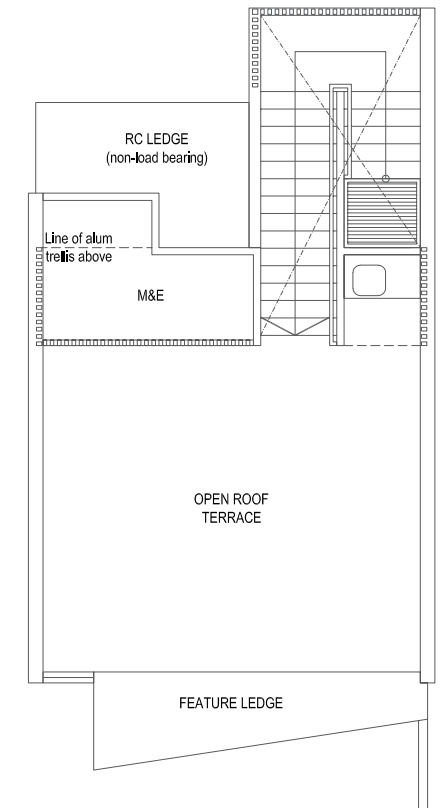 RC LEDGE
(non-load bearing)
Line of alum
trellis above
M&E
OPEN ROOF
TERRACE
FEATURE LEDGE